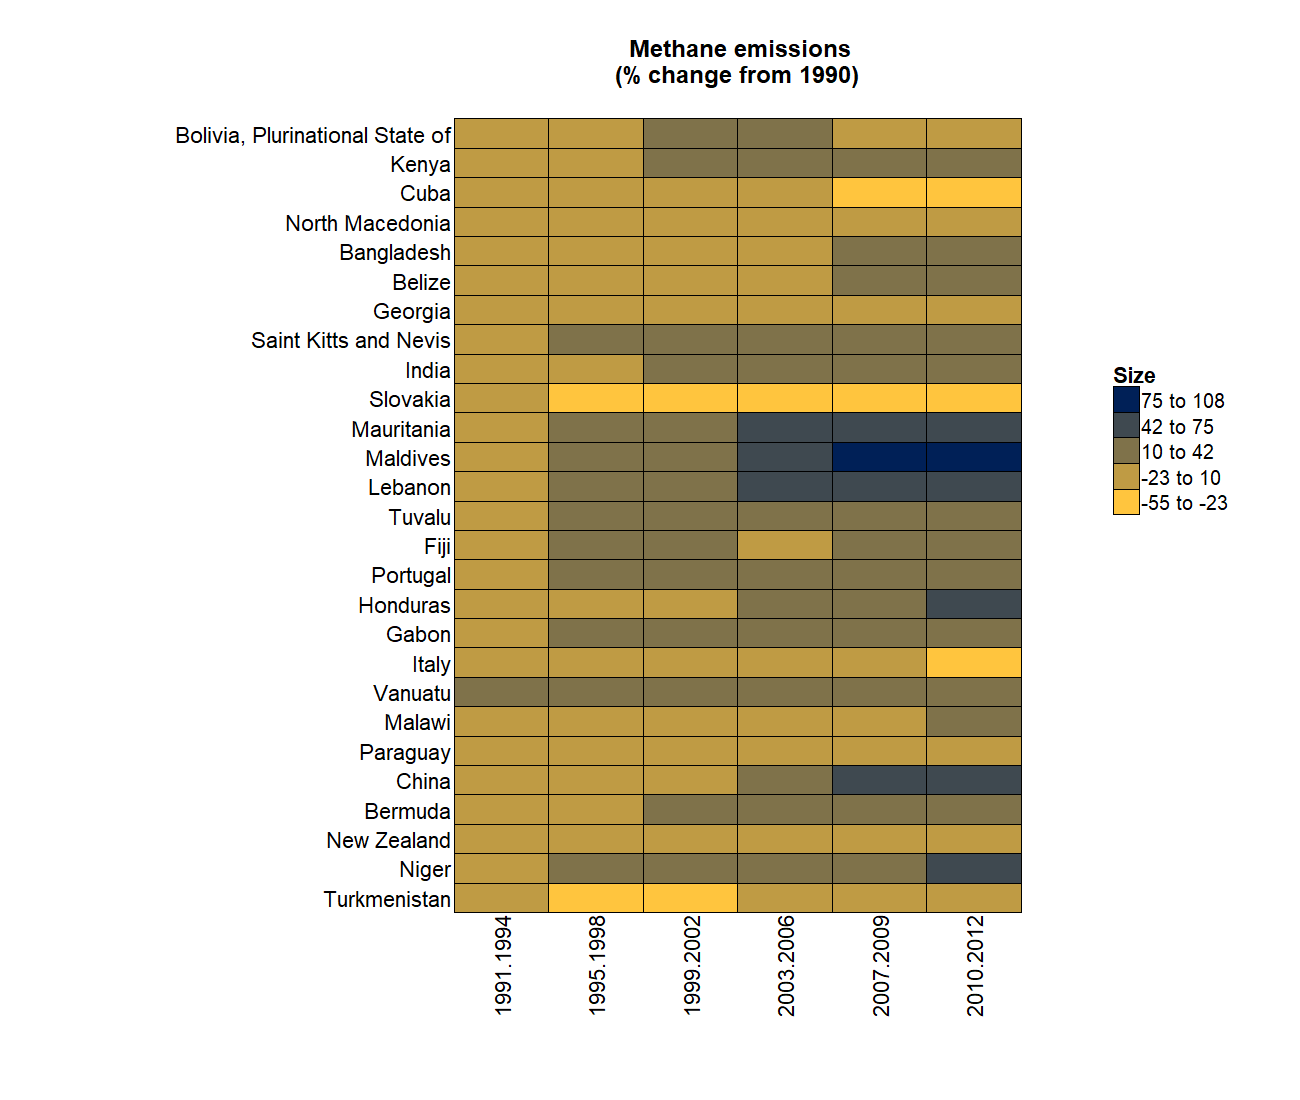 Methane emissions
(% change from 1990)
Bolivia, Plurinational State of
Kenya
Cuba
North Macedonia
Bangladesh
Belize
Georgia
Saint Kitts and Nevis
India
Slovakia
Mauritania
Maldives
Lebanon
Tuvalu
Fiji
Portugal
Honduras
Gabon
Italy
Vanuatu
Malawi
Paraguay
China
Bermuda
New Zealand
Niger
Turkmenistan
1991.1994
1995.1998
1999.2002
2003.2006
2007.2009
2010.2012
Size
75 to 108
42 to 75
10 to 42
-23 to 10
-55 to -23